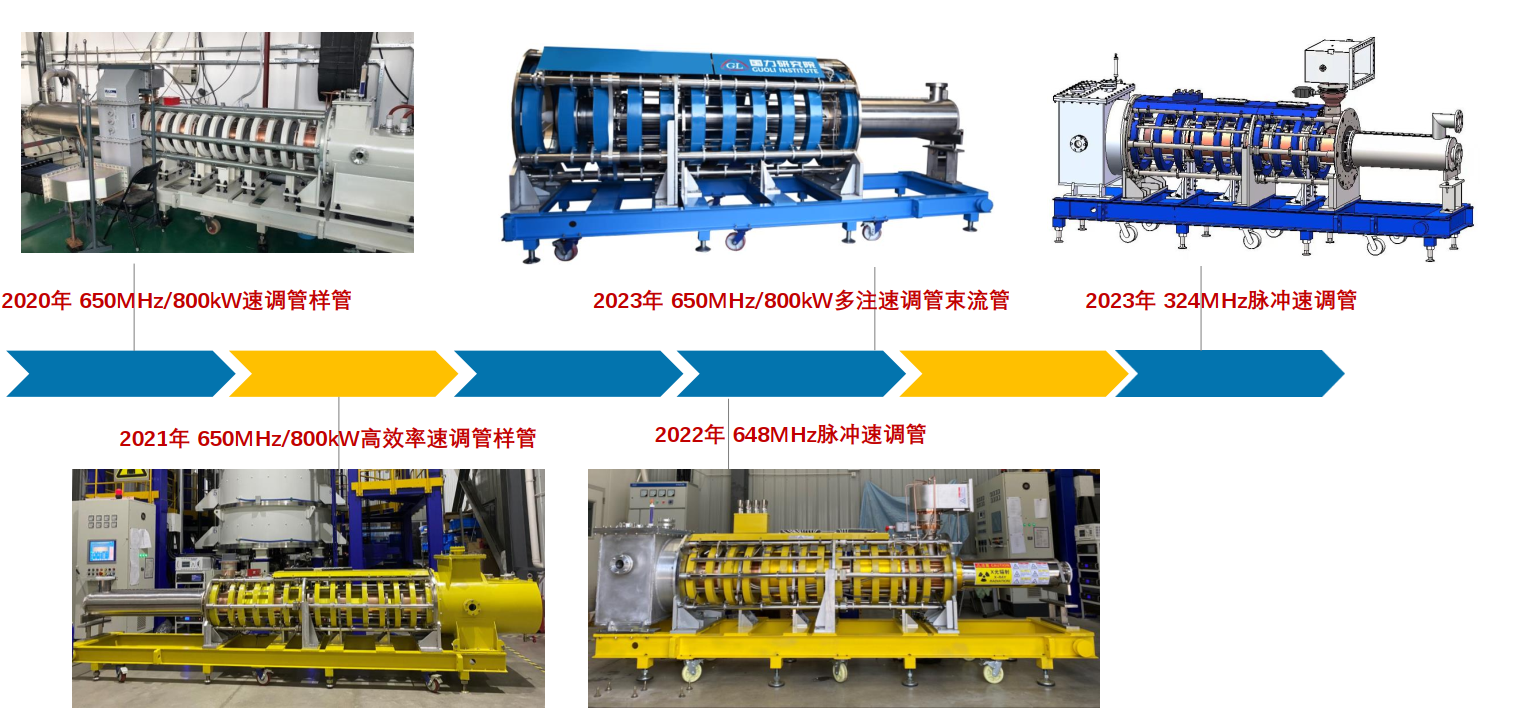 GL 国力研究院
GUOLI INSTITUTE
2020年 650MHz/800kW速调管样管
2023年 650MHz/800kW多注速调管束流管
2023年 324MHz脉冲速调管
2021年 650MHz/800kW高效率速调管样管
2022年 648MHz脉冲速调管